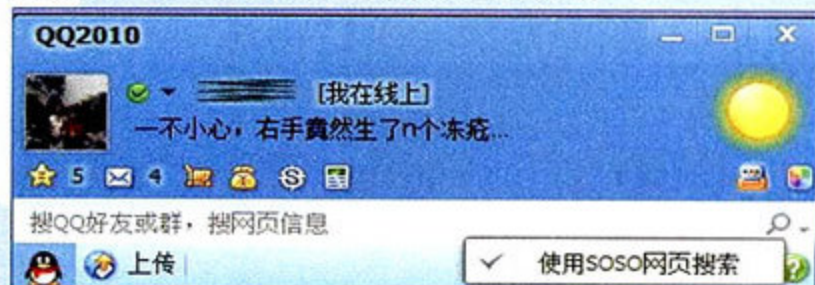 QQ2010
[我在线上]
一不小心，右手竟然生了n个冻疮...
5 4
搜QQ好友或群，搜网页信息
上传
✓ 使用SOSO网页搜索